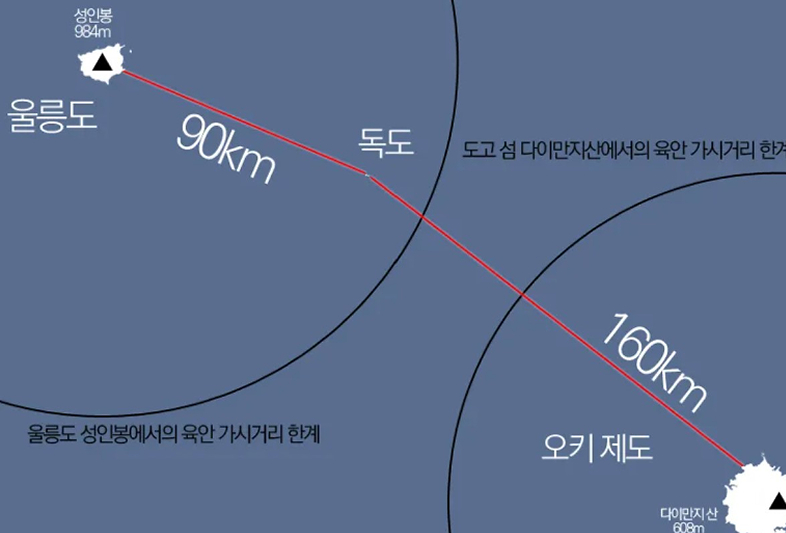 성인봉
984m
울릉도
90km
독도
도고 섬 다이만지산에서의 육안 가시거리 한계
160km
울릉도 성인봉에서의 육안 가시거리 한계
오키 제도
다이만지 산
608m